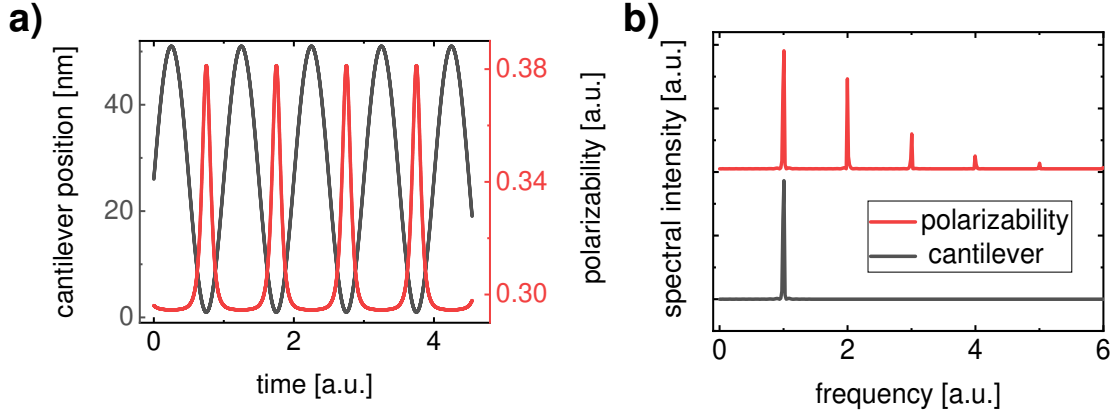 a)
cantilever position [nm]
40
20
0
0.38
0.34
0.30
polarizability [a.u.]
0
2
4
time [a.u.]
b)
spectral intensity [a.u.]
polarizability
cantilever
0
2
4
6
frequency [a.u.]